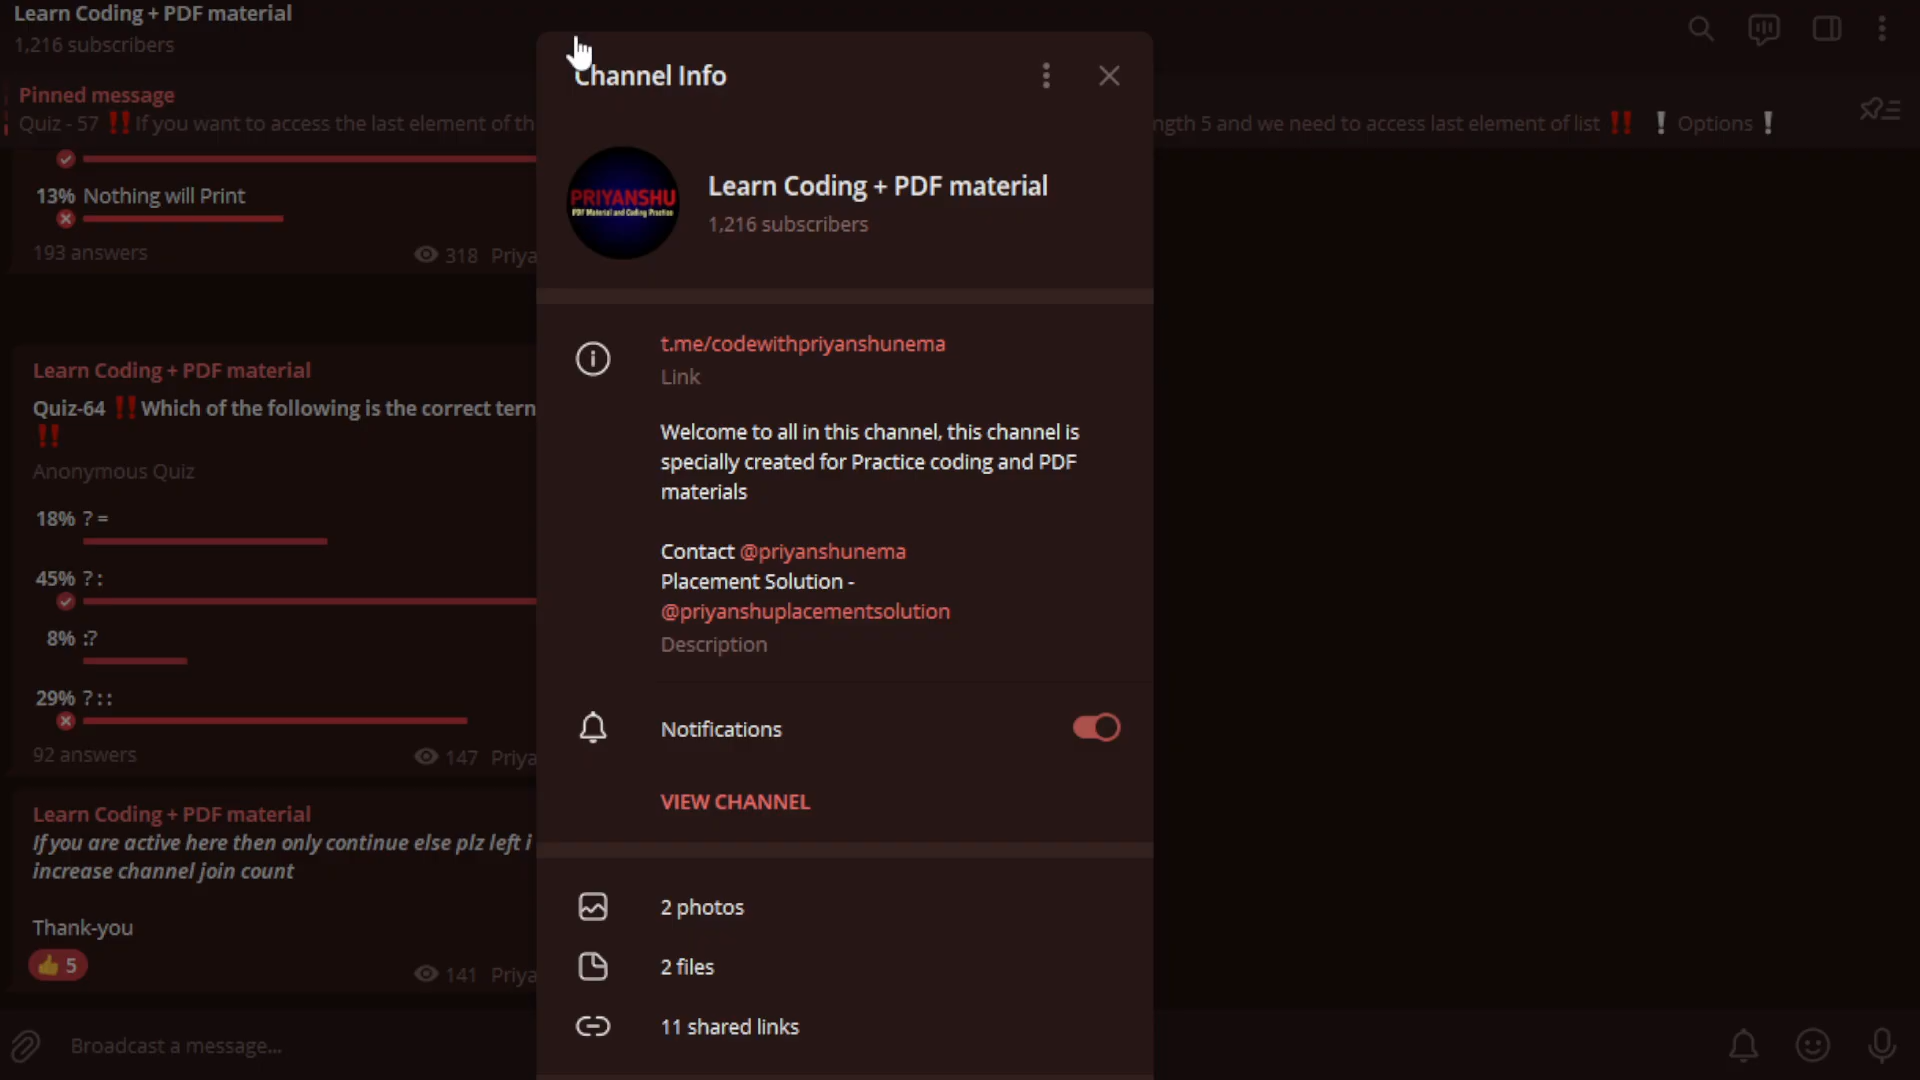 Learn Coding + PDF material
1,216 subscribers
Pinned message
Quiz - 57 ‼️If you want to access the last element of th
ngth 5 and we need to access last element of list ‼️ ❕ Options ❕
13% Nothing will Print
193 answers
318 Priya
Learn Coding + PDF material
Quiz-64 ‼️Which of the following is the correct tern
‼️
Anonymous Quiz
18% ? =
45% ? :
8% :?
29% ? : :
92 answers
147 Priya
Learn Coding + PDF material
If you are active here then only continue else plz left i
increase channel join count
Thank-you
👍 5
141 Priya
Broadcast a message...
Channel Info
PRIYANSHU
PDF Material and Coding Practice
Learn Coding + PDF material
1,216 subscribers
t.me/codewithpriyanshunema
Link
Welcome to all in this channel, this channel is
specially created for Practice coding and PDF
materials
Contact @priyanshunema
Placement Solution -
@priyanshuplacementsolution
Description
Notifications
VIEW CHANNEL
2 photos
2 files
11 shared links